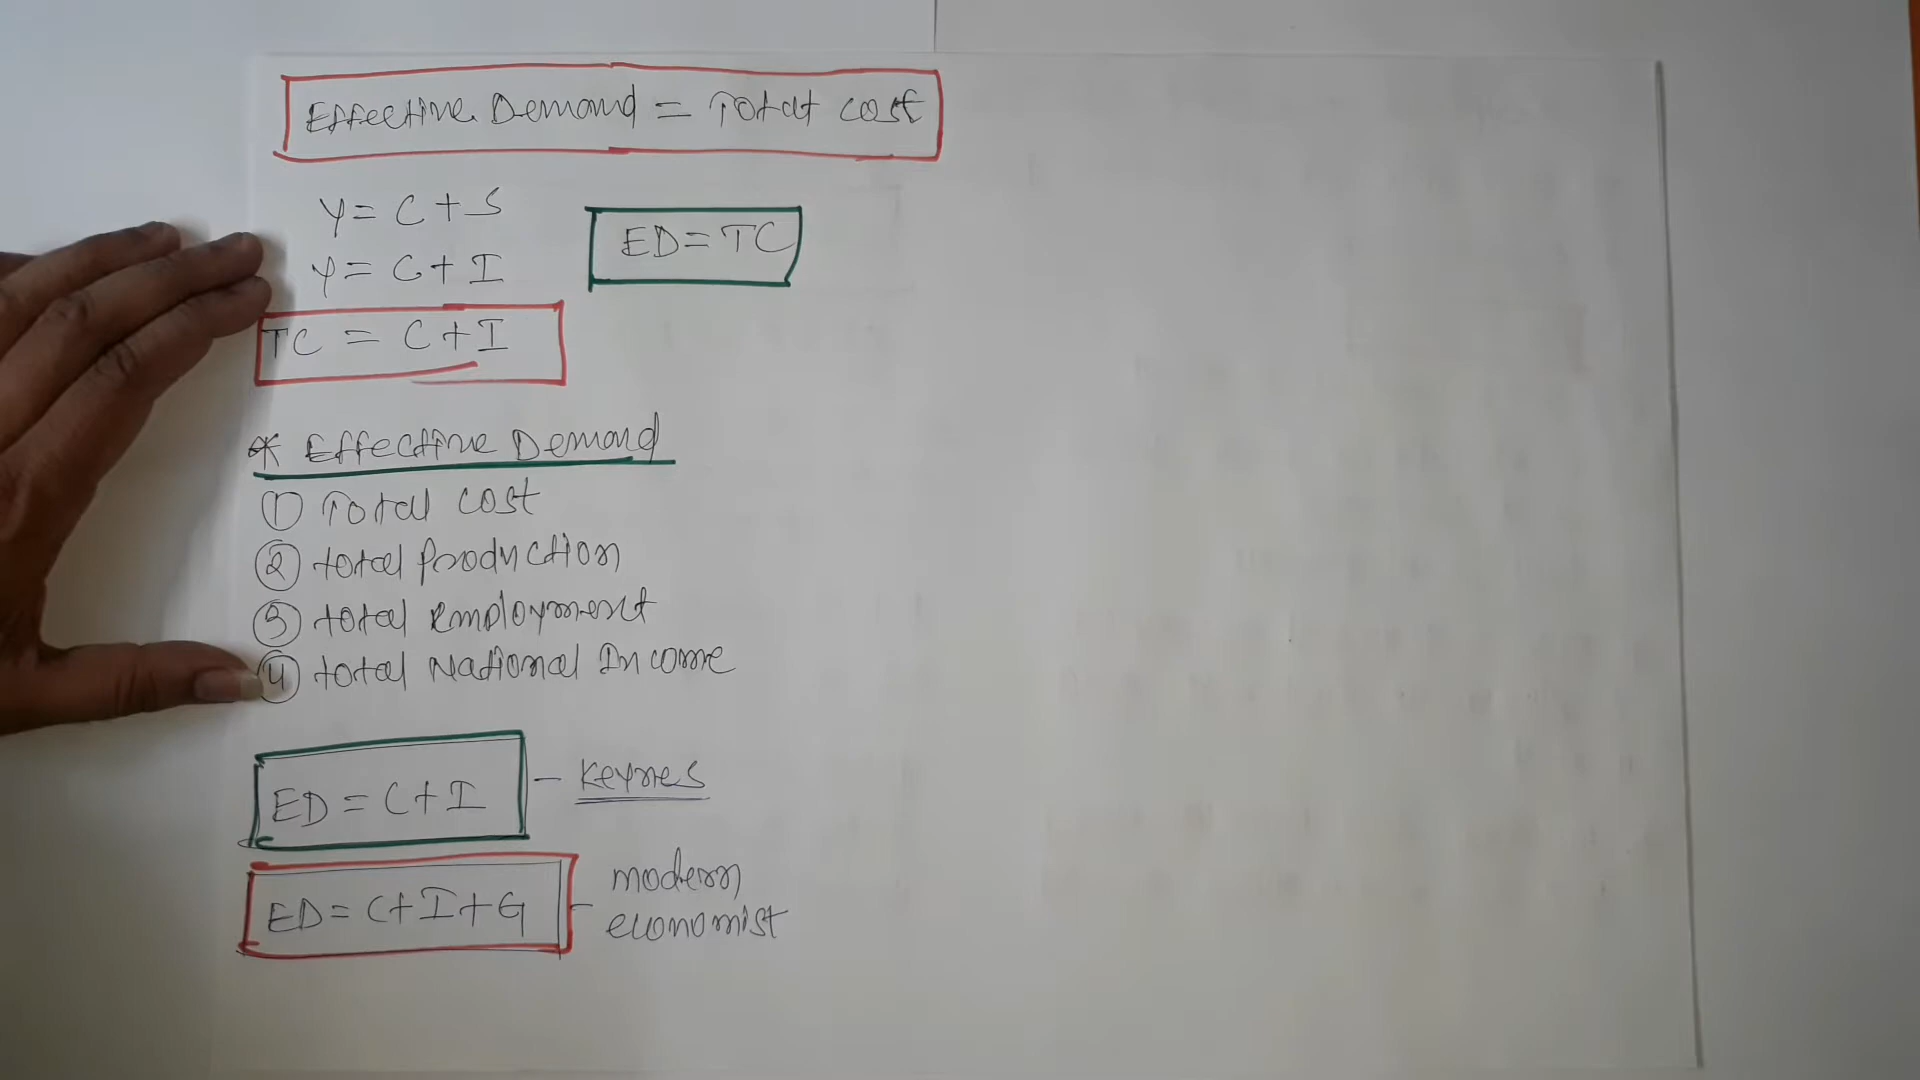 Effective Demand = Total cost
Y = C + S
ED = TC
Y = C + I
TC = C + I
* Effective Demand
① Total cost
② total production
③ total employment
④ total National Income
ED = C + I - Keynes
ED = C + I + G - modern
economist